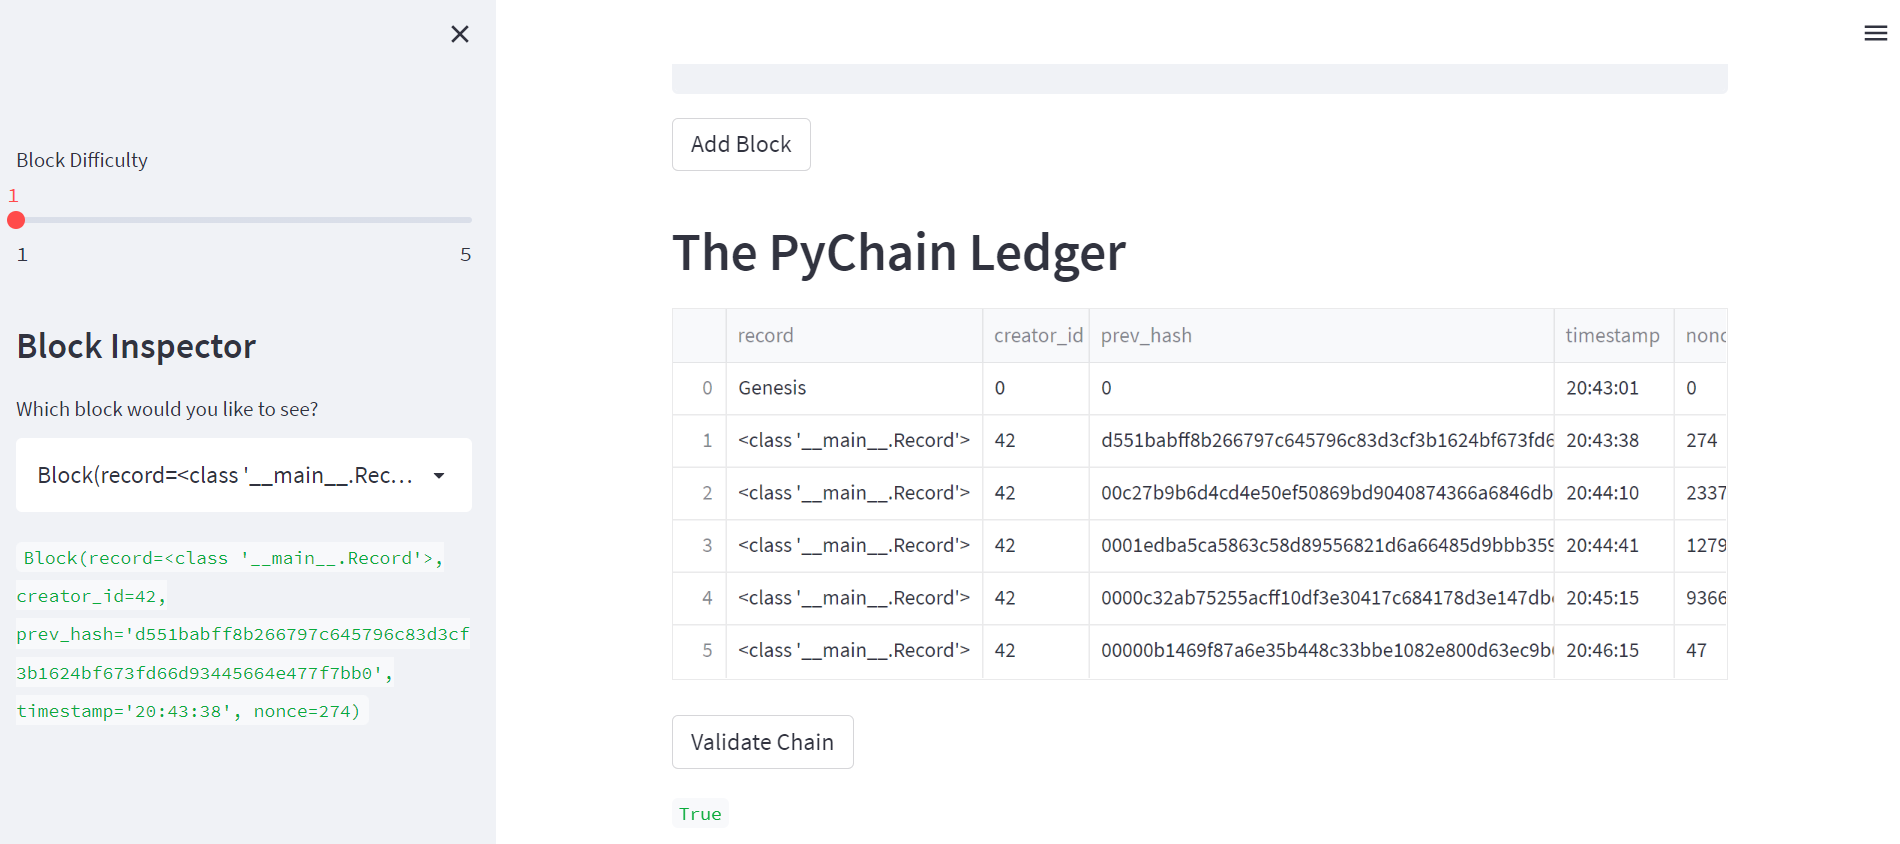 Block Difficulty
1
1 5
Block Inspector
Which block would you like to see?
Block(record=<class '__main__.Rec...
Block(record=<class '__main__.Record'>,
creator_id=42,
prev_hash='d551babff8b266797c645796c83d3cf
3b1624bf673fd66d93445664e477f7bb0',
timestamp='20:43:38', nonce=274)
Add Block
The PyChain Ledger
record creator_id prev_hash timestamp nonc
0 Genesis 0 0 20:43:01 0
1 <class '__main__.Record'> 42 d551babff8b266797c645796c83d3cf3b1624bf673fd6 20:43:38 274
2 <class '__main__.Record'> 42 00c27b9b6d4cd4e50ef50869bd9040874366a6846db 20:44:10 2337
3 <class '__main__.Record'> 42 0001edba5ca5863c58d89556821d6a66485d9bbb359 20:44:41 1279
4 <class '__main__.Record'> 42 0000c32ab75255acff10df3e30417c684178d3e147db 20:45:15 9366
5 <class '__main__.Record'> 42 00000b1469f87a6e35b448c33bbe1082e800d63ec9b 20:46:15 47
Validate Chain
True